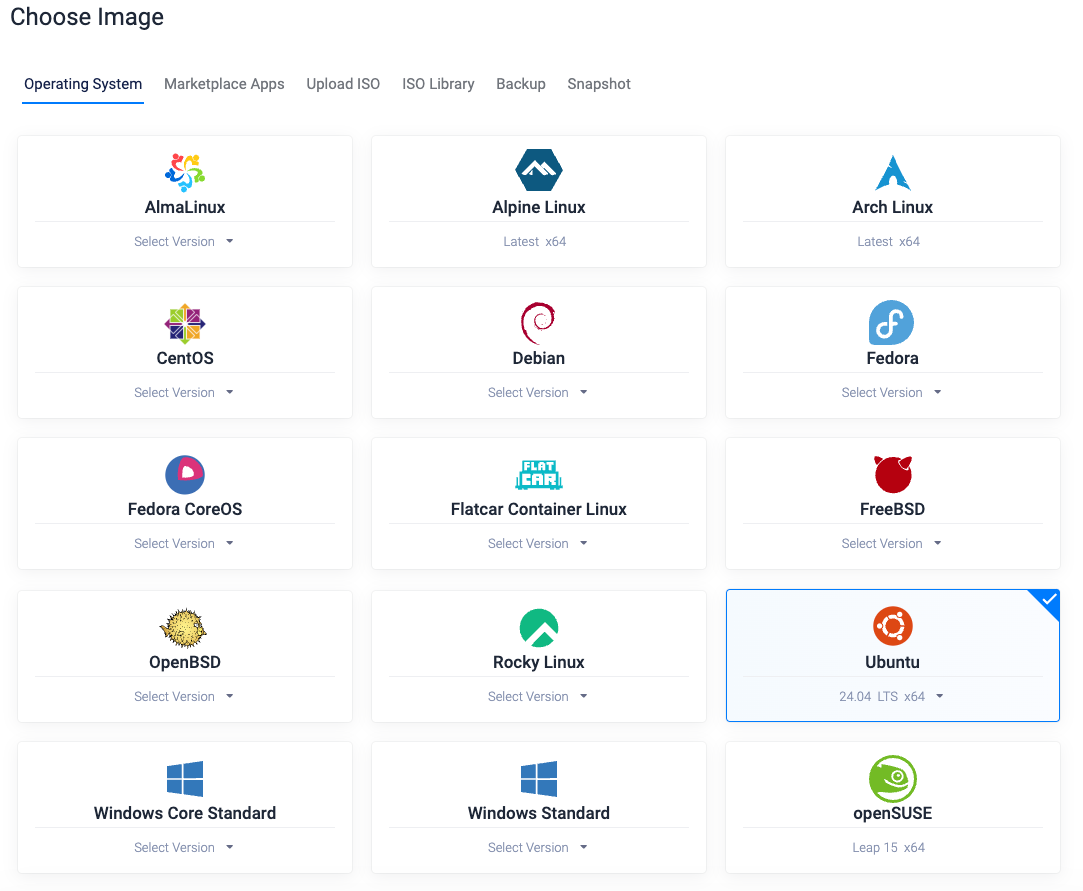 Choose Image
Operating System Marketplace Apps Upload ISO ISO Library Backup Snapshot
AlmaLinux
Select Version
Alpine Linux
Latest x64
Arch Linux
Latest x64
CentOS
Select Version
Debian
Select Version
Fedora
Select Version
Fedora CoreOS
Select Version
FLAT
CAR
Flatcar Container Linux
Select Version
FreeBSD
Select Version
OpenBSD
Select Version
Rocky Linux
Select Version
Ubuntu
24.04 LTS x64
Windows Core Standard
Select Version
Windows Standard
Select Version
openSUSE
Leap 15 x64